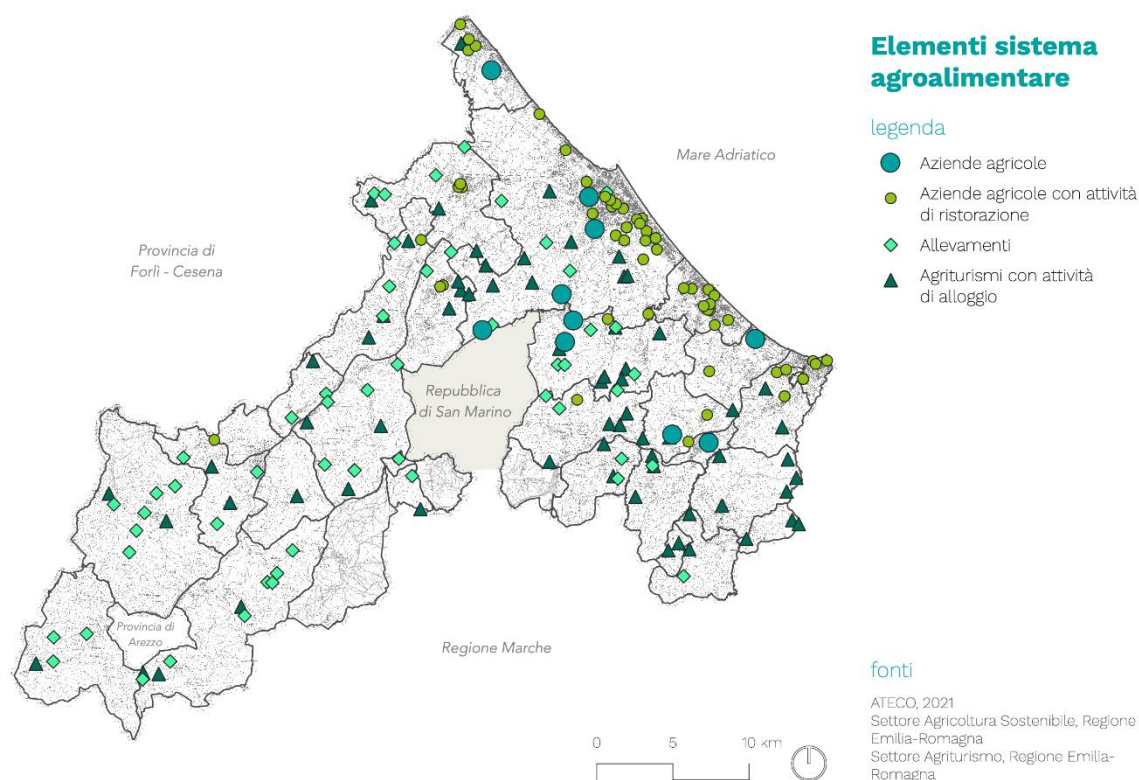 Elementi sistema
agroalimentare
legenda
Aziende agricole
Aziende agricole con attività
di ristorazione
Allevamenti
Agriturismi con attività
di alloggio
Mare Adriatico
Provincia di
Forlì - Cesena
Repubblica
di San Marino
Provincia di
Arezzo
Regione Marche
0 5 10 km
fonti
ATECO, 2021
Settore Agricoltura Sostenibile, Regione
Emilia-Romagna
Settore Agriturismo, Regione Emilia-
Romagna